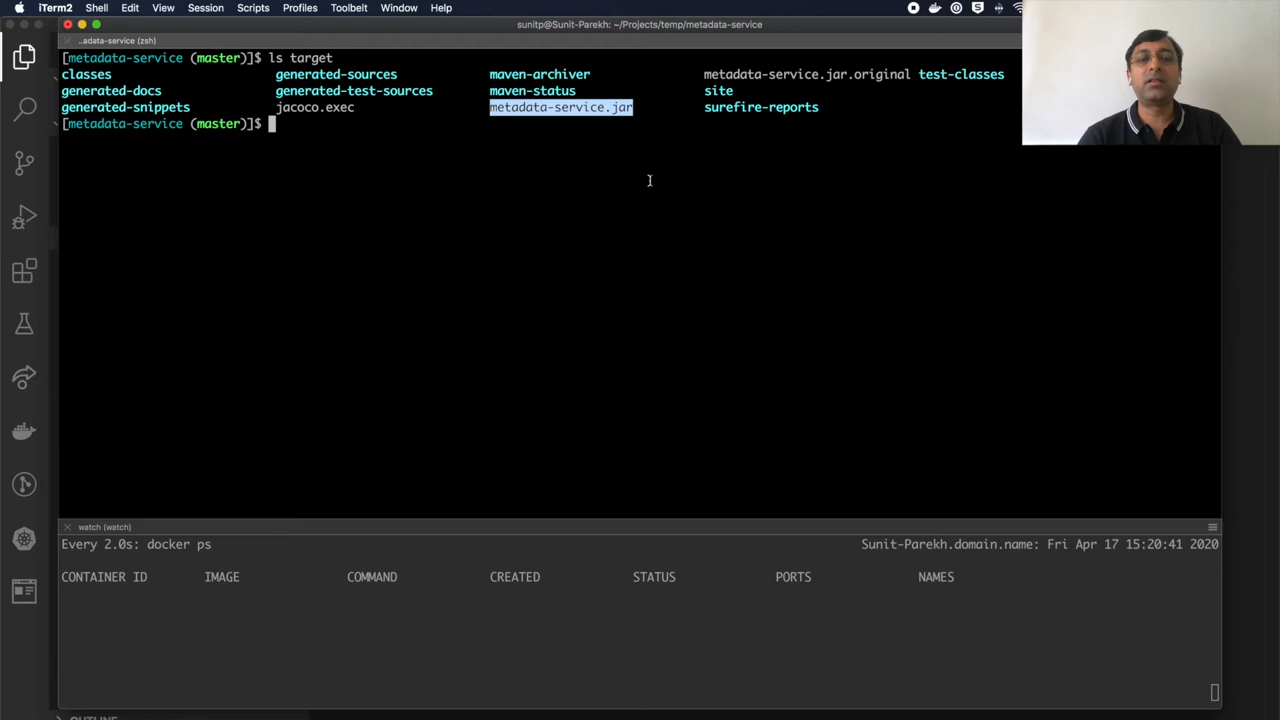 iTerm2 Shell Edit View Session Scripts Profiles Toolbelt Window Help
sunitp@Sunit-Parekh: ~/Projects/temp/metadata-service
..adata-service (zsh)
[metadata-service (master)]$ ls target
classes generated-sources maven-archiver metadata-service.jar.original test-classes
generated-docs generated-test-sources maven-status site
generated-snippets jacoco.exec metadata-service.jar surefire-reports
[metadata-service (master)]$
watch (watch)
Every 2.0s: docker ps Sunit-Parekh.domain.name: Fri Apr 17 15:20:41 2020
CONTAINER ID IMAGE COMMAND CREATED STATUS PORTS NAMES
OUTLINE